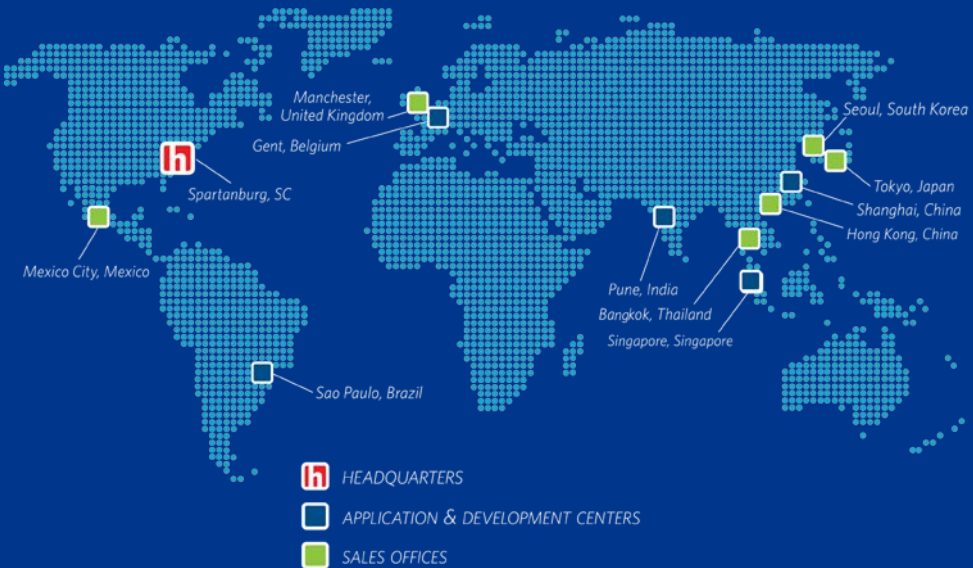 Manchester,
United Kingdom
Gent, Belgium
Seoul, South Korea
h
Spartanburg, SC
Tokyo, Japan
Shanghai, China
Hong Kong, China
Mexico City, Mexico
Pune, India
Bangkok, Thailand
Singapore, Singapore
Sao Paulo, Brazil
h HEADQUARTERS
APPLICATION & DEVELOPMENT CENTERS
SALES OFFICES